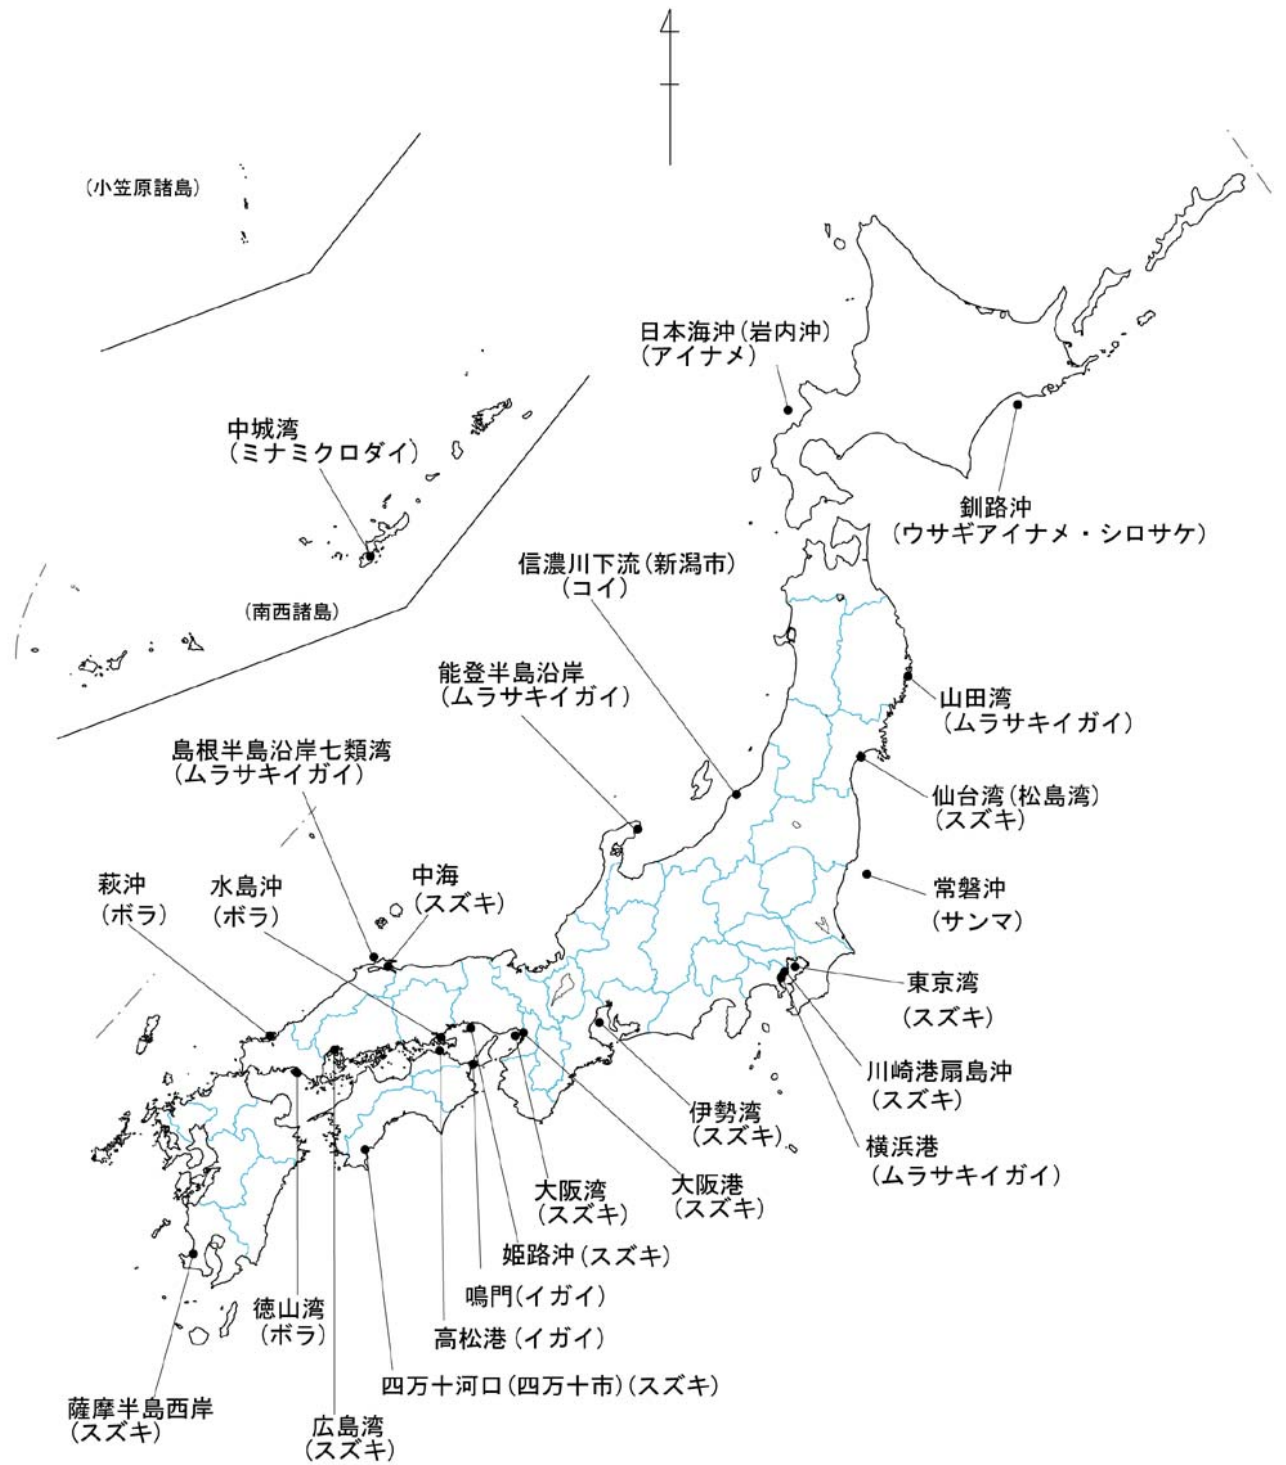 4
(小笠原諸島)
日本海沖(岩内沖)
(アイナメ)
中城湾
(ミナミクロダイ)
釧路沖
(ウサギアイナメ・シロサケ)
信濃川下流(新潟市)
(コイ)
(南西諸島)
能登半島沿岸
(ムラサキイガイ)
山田湾
(ムラサキイガイ)
島根半島沿岸七類湾
(ムラサキイガイ)
仙台湾(松島湾)
(スズキ)
萩沖
(ボラ)
水島沖
(ボラ)
中海
(スズキ)
常磐沖
(サンマ)
東京湾
(スズキ)
川崎港扇島沖
(スズキ)
伊勢湾
(スズキ)
横浜港
(ムラサキイガイ)
大阪湾
(スズキ)
大阪港
(スズキ)
姫路沖(スズキ)
鳴門(イガイ)
徳山湾
(ボラ)
高松港(イガイ)
四万十河口(四万十市)(スズキ)
薩摩半島西岸
(スズキ)
広島湾
(スズキ)